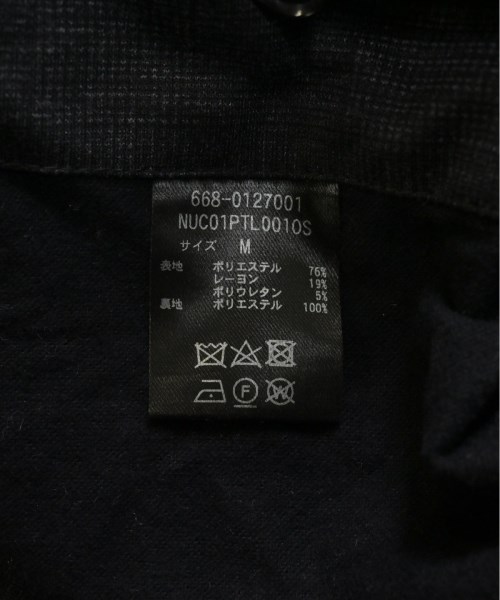 668-0127001
NUC01PTL0010S
サイズ M
表地 ポリエステル 76%
レーヨン 19%
ポリウレタン 5%
裏地 ポリエステル 100%
F W